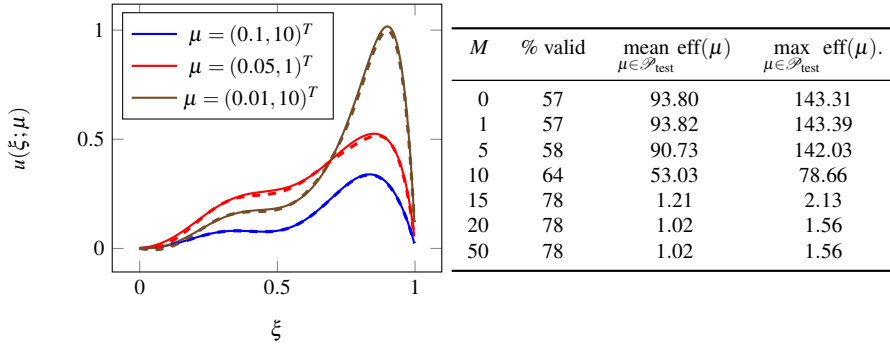 1
0.5
0
u(ξ;μ)
μ = (0.1,10)^T
μ = (0.05,1)^T
μ = (0.01,10)^T
0 0.5 1
ξ
M % valid mean eff(μ) max eff(μ).
μ∈𝒫_test μ∈𝒫_test
0 57 93.80 143.31
1 57 93.82 143.39
5 58 90.73 142.03
10 64 53.03 78.66
15 78 1.21 2.13
20 78 1.02 1.56
50 78 1.02 1.56